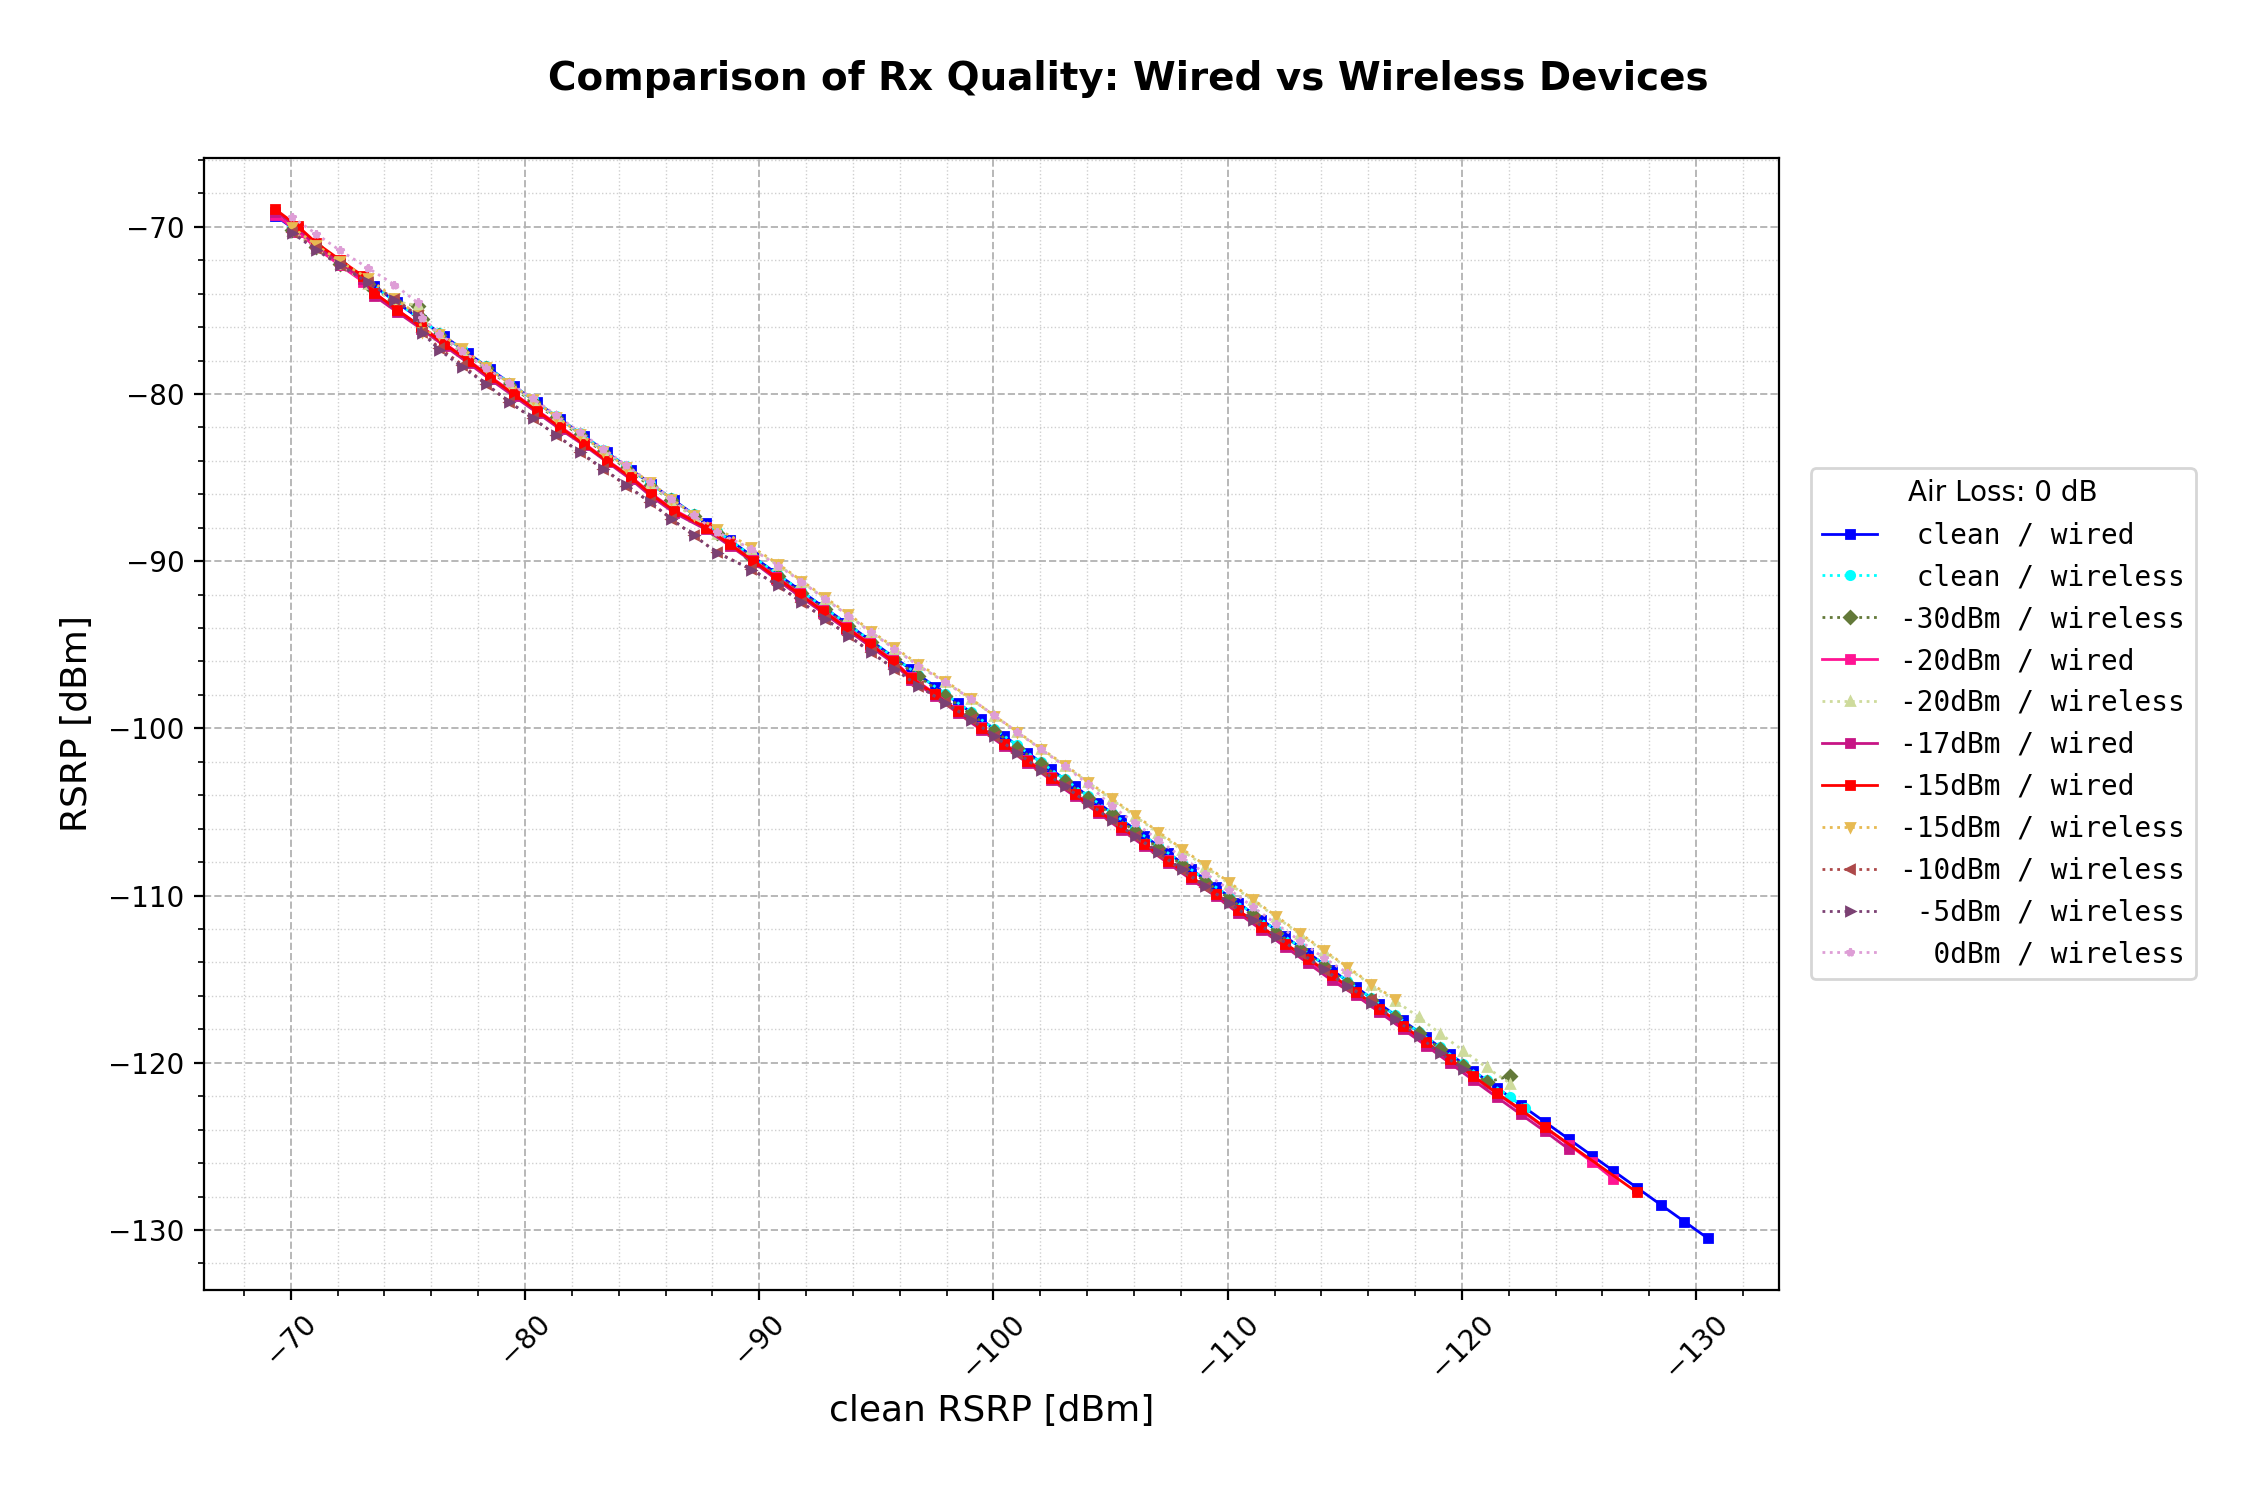 Comparison of Rx Quality: Wired vs Wireless Devices
RSRP [dBm]
−70
−80
−90
−100
−110
−120
−130
−70
−80
−90
−100
−110
−120
−130
clean RSRP [dBm]
Air Loss: 0 dB
clean / wired
clean / wireless
-30dBm / wireless
-20dBm / wired
-20dBm / wireless
-17dBm / wired
-15dBm / wired
-15dBm / wireless
-10dBm / wireless
-5dBm / wireless
0dBm / wireless